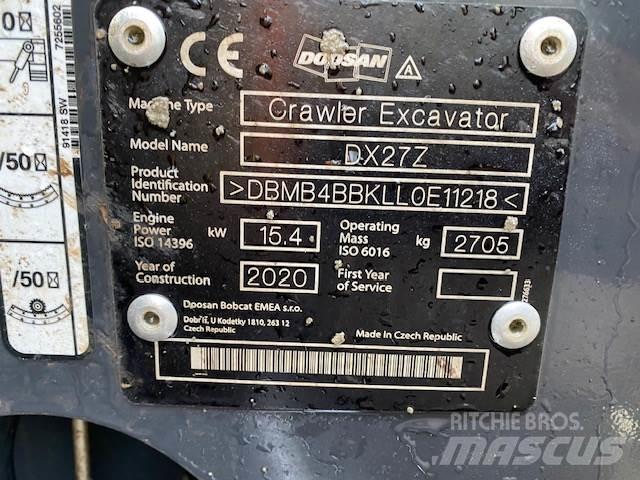 7255602
91418 SW
0
/50
/50
CE DOOSAN A
Machine Type Crawler Excavator
Model Name DX27Z
Product
Identification >DBMB4BBKLL0E11218<
Number
Engine
Power kW 15.4
ISO 14396
Operating
Mass kg 2705
ISO 6016
Year of
Construction 2020
First Year
of Service
Doosan Bobcat EMEA s.r.o.
Dobříš, U Kodetky 1810, 263 12
Czech Republic
Made in Czech Republic
RITCHIE BROS.
MASCUS